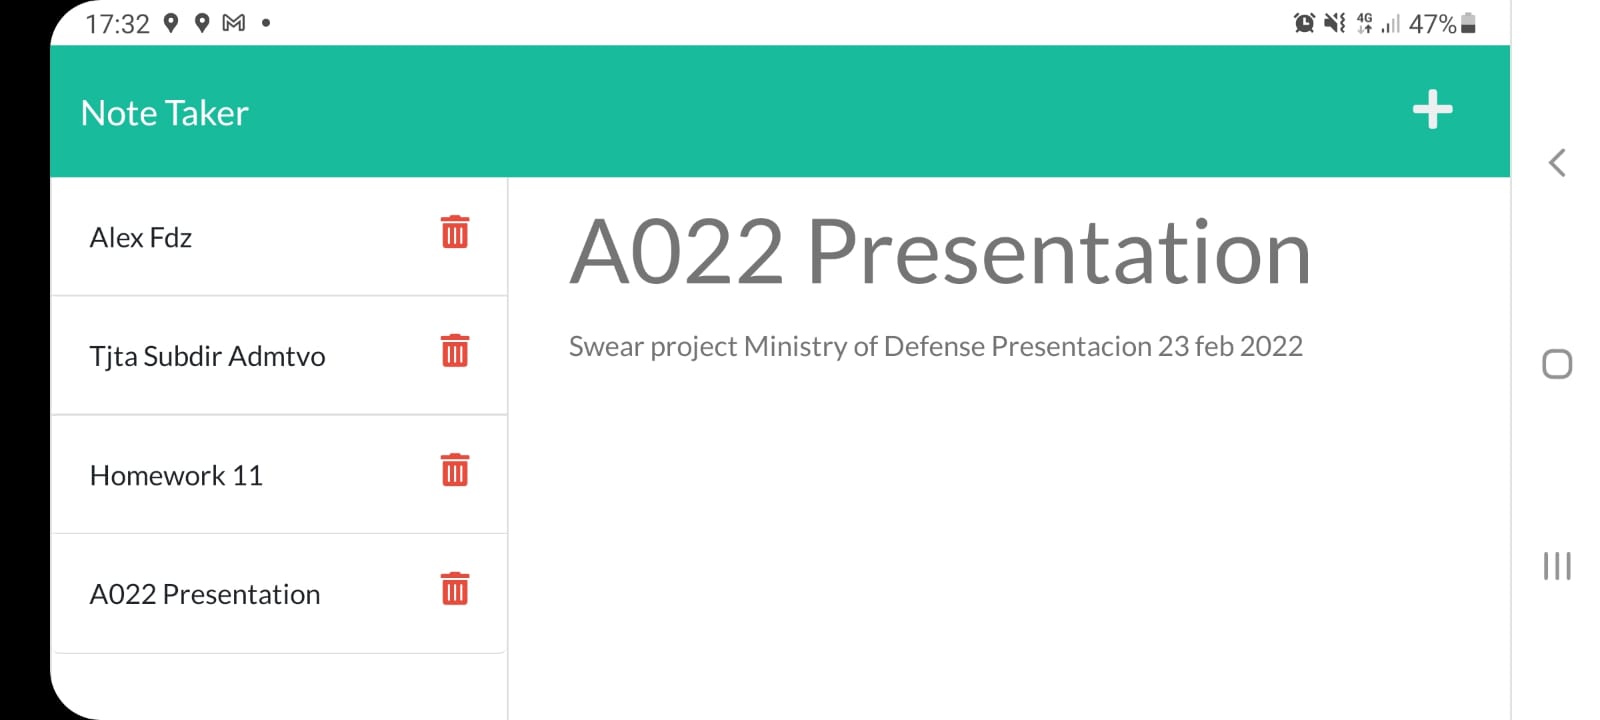 17:32
4G
47%
Note Taker
Alex Fdz
Tjta Subdir Admtvo
Homework 11
A022 Presentation
A022 Presentation
Swear project Ministry of Defense Presentacion 23 feb 2022